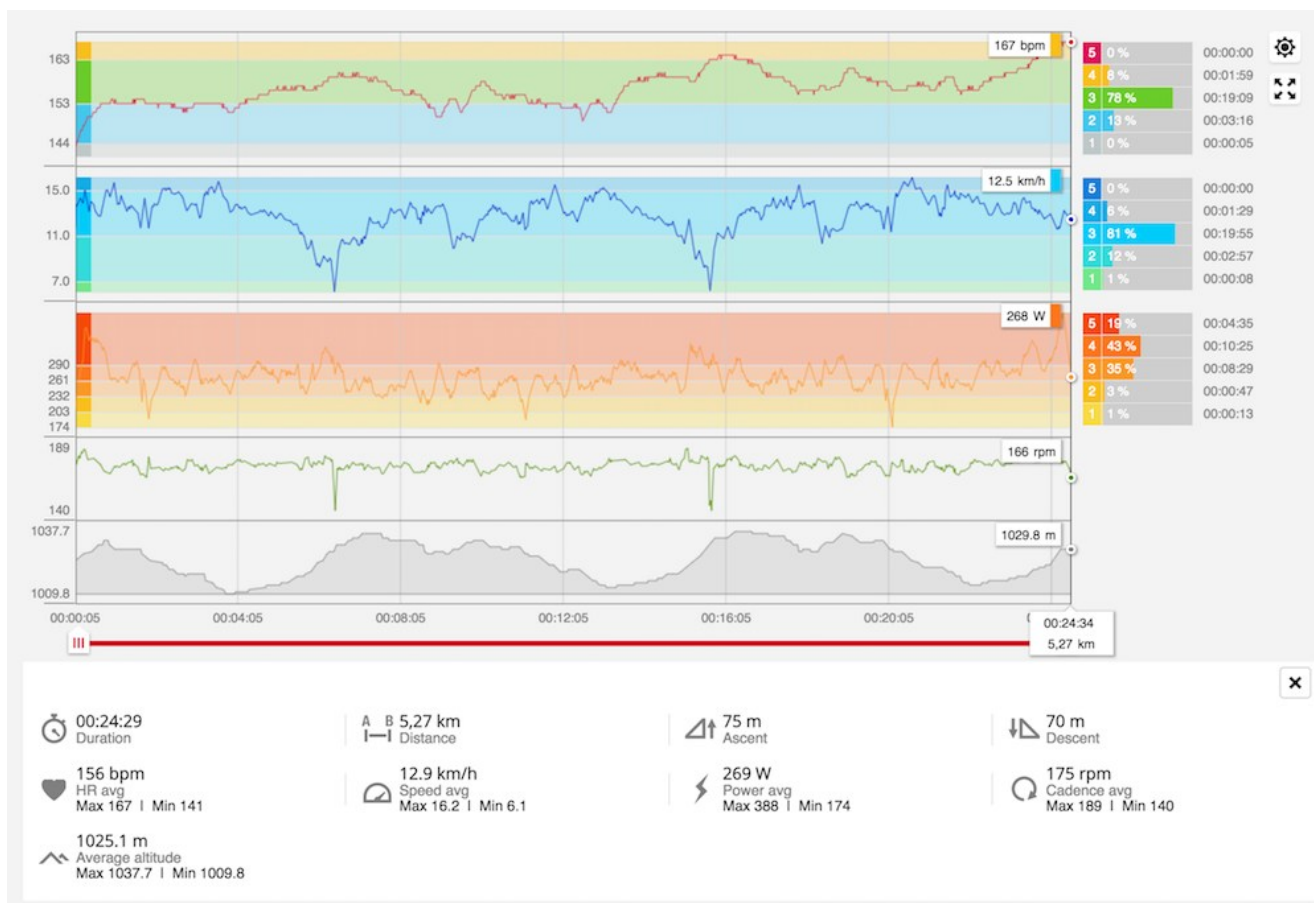 163
153
144
167 bpm
5 0 % 00:00:00
4 8 % 00:01:59
3 78 % 00:19:09
2 13 % 00:03:16
1 0 % 00:00:05
15.0
11.0
7.0
12.5 km/h
5 0 % 00:00:00
4 6 % 00:01:29
3 81 % 00:19:55
2 12 % 00:02:57
1 1 % 00:00:08
290
261
232
203
174
268 W
5 19 % 00:04:35
4 43 % 00:10:25
3 35 % 00:08:29
2 3 % 00:00:47
1 1 % 00:00:13
189
140
166 rpm
1037.7
1009.8
1029.8 m
00:00:05 00:04:05 00:08:05 00:12:05 00:16:05 00:20:05
00:24:34
5,27 km
00:24:29
Duration
A B 5,27 km
Distance
75 m
Ascent
70 m
Descent
156 bpm
HR avg
Max 167 | Min 141
12.9 km/h
Speed avg
Max 16.2 | Min 6.1
269 W
Power avg
Max 388 | Min 174
175 rpm
Cadence avg
Max 189 | Min 140
1025.1 m
Average altitude
Max 1037.7 | Min 1009.8